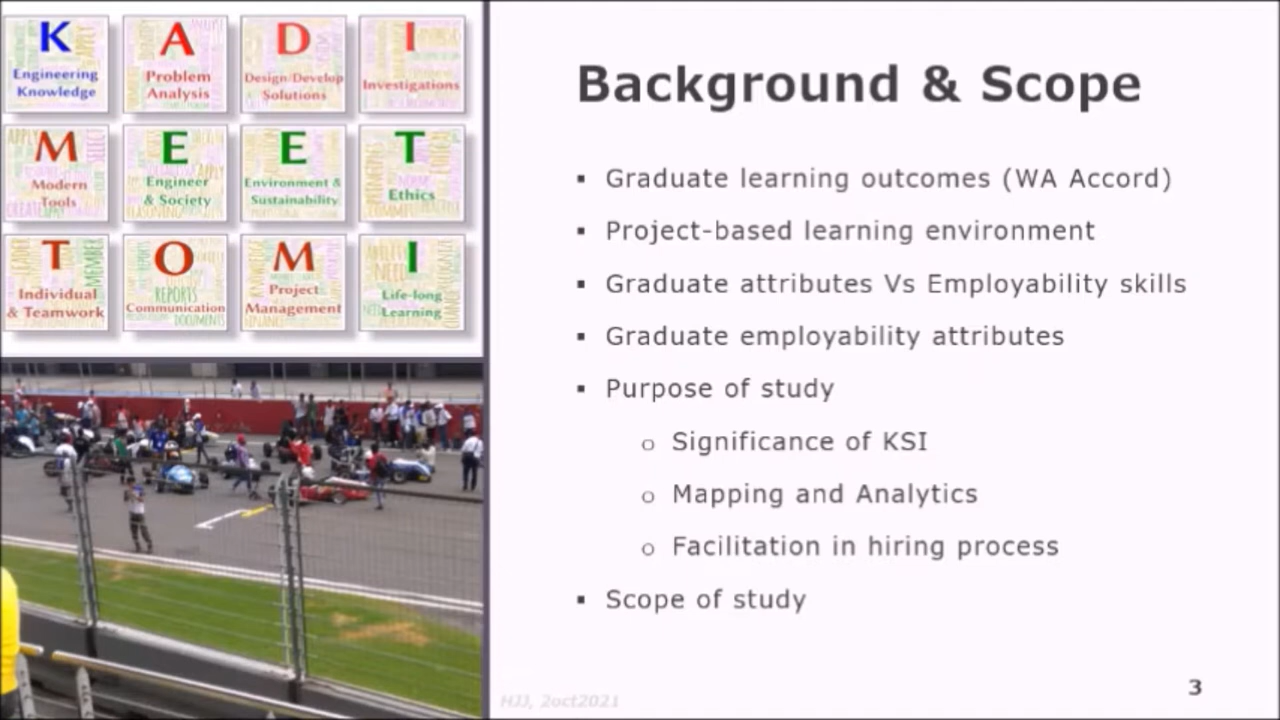 K
Engineering
Knowledge
A
Problem
Analysis
D
Design/Develop
Solutions
I
Investigations
M
Modern
Tools
E
Engineer
& Society
E
Environment &
Sustainability
T
Ethics
T
Individual
& Teamwork
O
REPORTS
Communication
DOCUMENTS
M
Project
Management
I
Life-long
Learning
Background & Scope
▪ Graduate learning outcomes (WA Accord)
▪ Project-based learning environment
▪ Graduate attributes Vs Employability skills
▪ Graduate employability attributes
▪ Purpose of study
o Significance of KSI
o Mapping and Analytics
o Facilitation in hiring process
▪ Scope of study
HJJ, 2oct2021
3